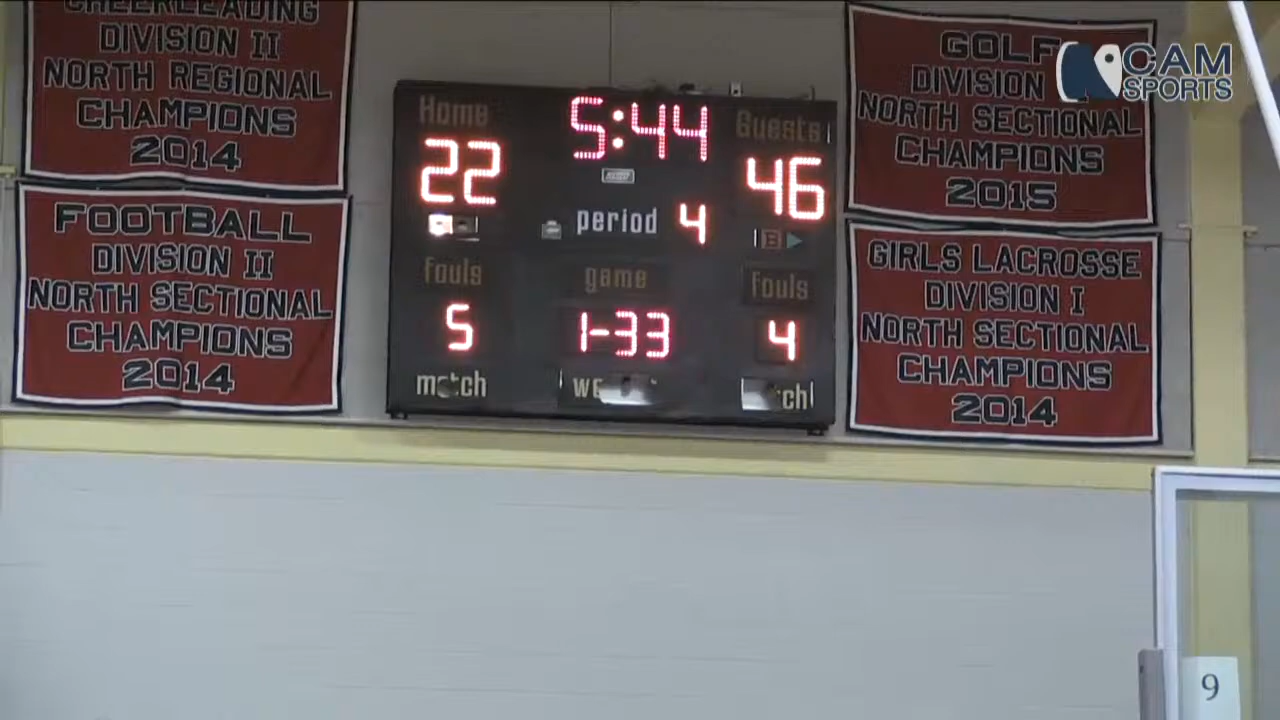 CHEERLEADING
DIVISION II
NORTH REGIONAL
CHAMPIONS
2014
FOOTBALL
DIVISION II
NORTH SECTIONAL
CHAMPIONS
2014
Home
5:44
Guests
22
46
period 4
B
fouls
game
fouls
5
1-33
4
match
GOLF
DIVISION
NORTH SECTIONAL
CHAMPIONS
2015
GIRLS LACROSSE
DIVISION I
NORTH SECTIONAL
CHAMPIONS
2014
CAM
SPORTS
9